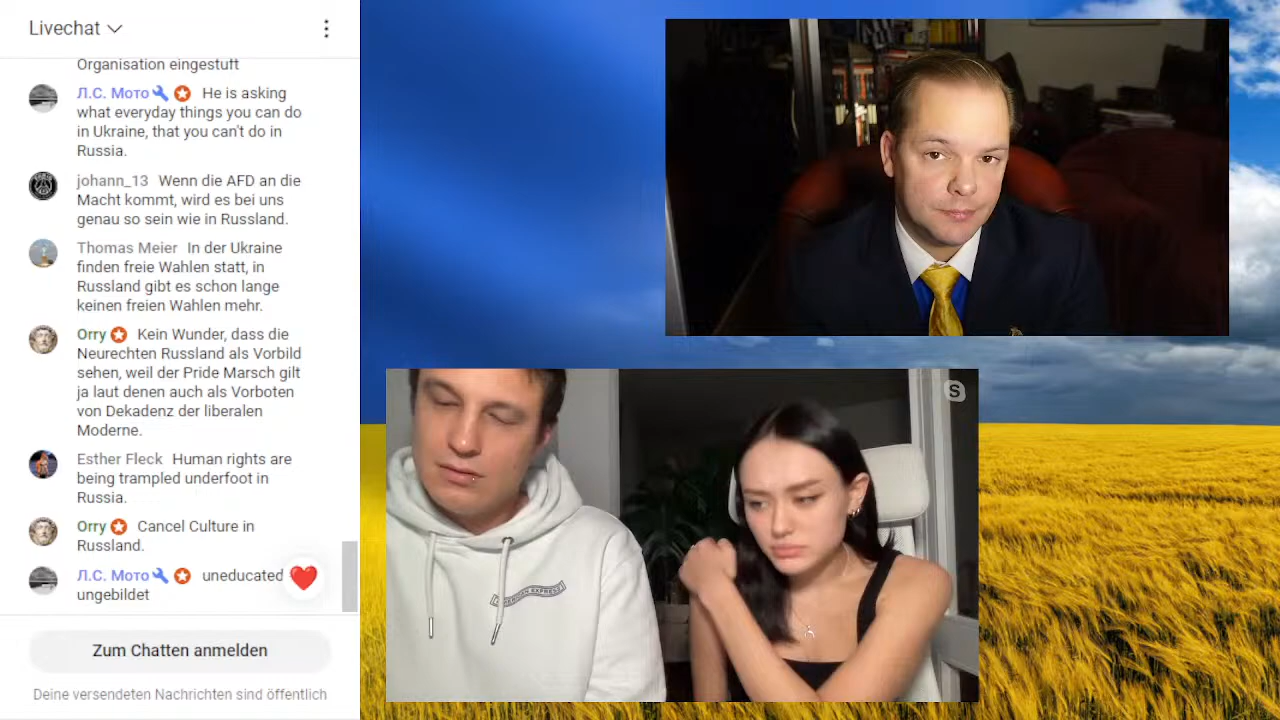 Livechat
Organisation eingestuft
Л.С. Мото He is asking
what everyday things you can do
in Ukraine, that you can't do in
Russia.
johann_13 Wenn die AFD an die
Macht kommt, wird es bei uns
genau so sein wie in Russland.
Thomas Meier In der Ukraine
finden freie Wahlen statt, in
Russland gibt es schon lange
keinen freien Wahlen mehr.
Orry Kein Wunder, dass die
Neurechten Russland als Vorbild
sehen, weil der Pride Marsch gilt
ja laut denen auch als Vorboten
von Dekadenz der liberalen
Moderne.
Esther Fleck Human rights are
being trampled underfoot in
Russia.
Orry Cancel Culture in
Russland.
Л.С. Мото uneducated
ungebildet
Zum Chatten anmelden
Deine versendeten Nachrichten sind öffentlich
S
EXPRESS